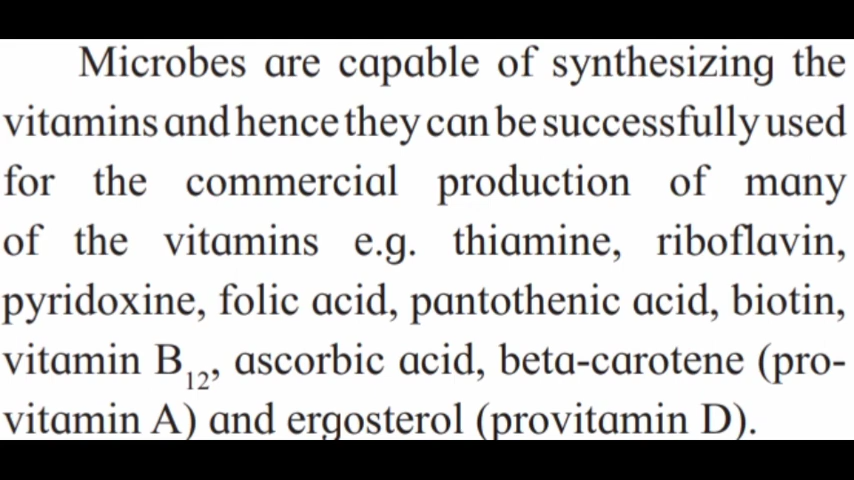 Microbes are capable of synthesizing the
vitamins and hence they can be successfully used
for the commercial production of many
of the vitamins e.g. thiamine, riboflavin,
pyridoxine, folic acid, pantothenic acid, biotin,
vitamin B₁₂, ascorbic acid, beta-carotene (pro-
vitamin A) and ergosterol (provitamin D).